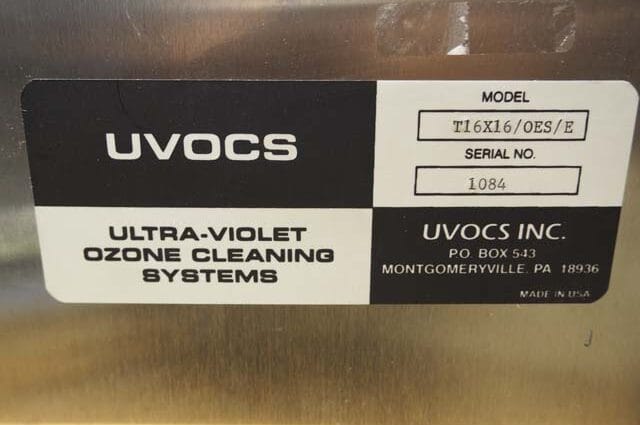 UVOCS
MODEL
T16X16/OES/E
SERIAL NO.
1084
ULTRA-VIOLET
OZONE CLEANING
SYSTEMS
UVOCS INC.
P.O. BOX 543
MONTGOMERYVILLE, PA 18936
MADE IN USA